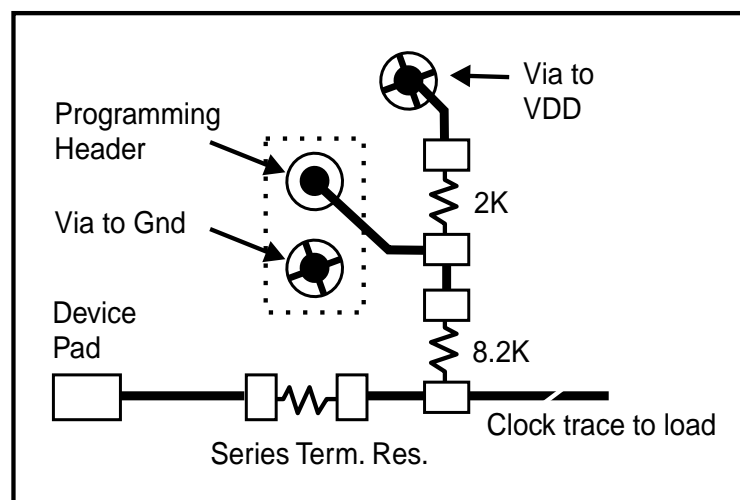 Via to
VDD
Programming
Header
2K
Via to Gnd
Device
Pad
8.2K
Clock trace to load
Series Term. Res.